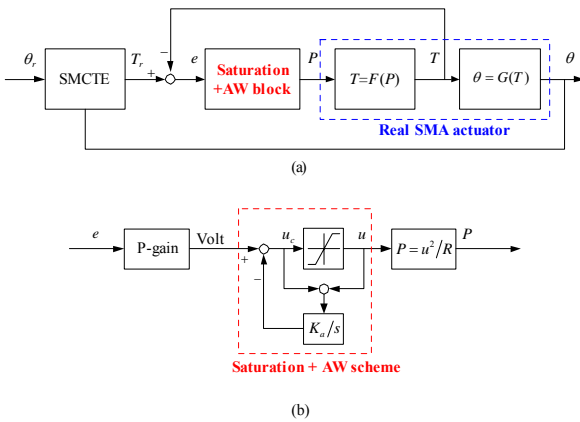 θr
SMCTE
Tr
−
+
e
Saturation
+AW block
P
T=F(P)
T
θ = G(T)
θ
Real SMA actuator
(a)
e
P-gain
Volt
+
−
uc
u
Ka/s
P = u²/R
P
Saturation + AW scheme
(b)